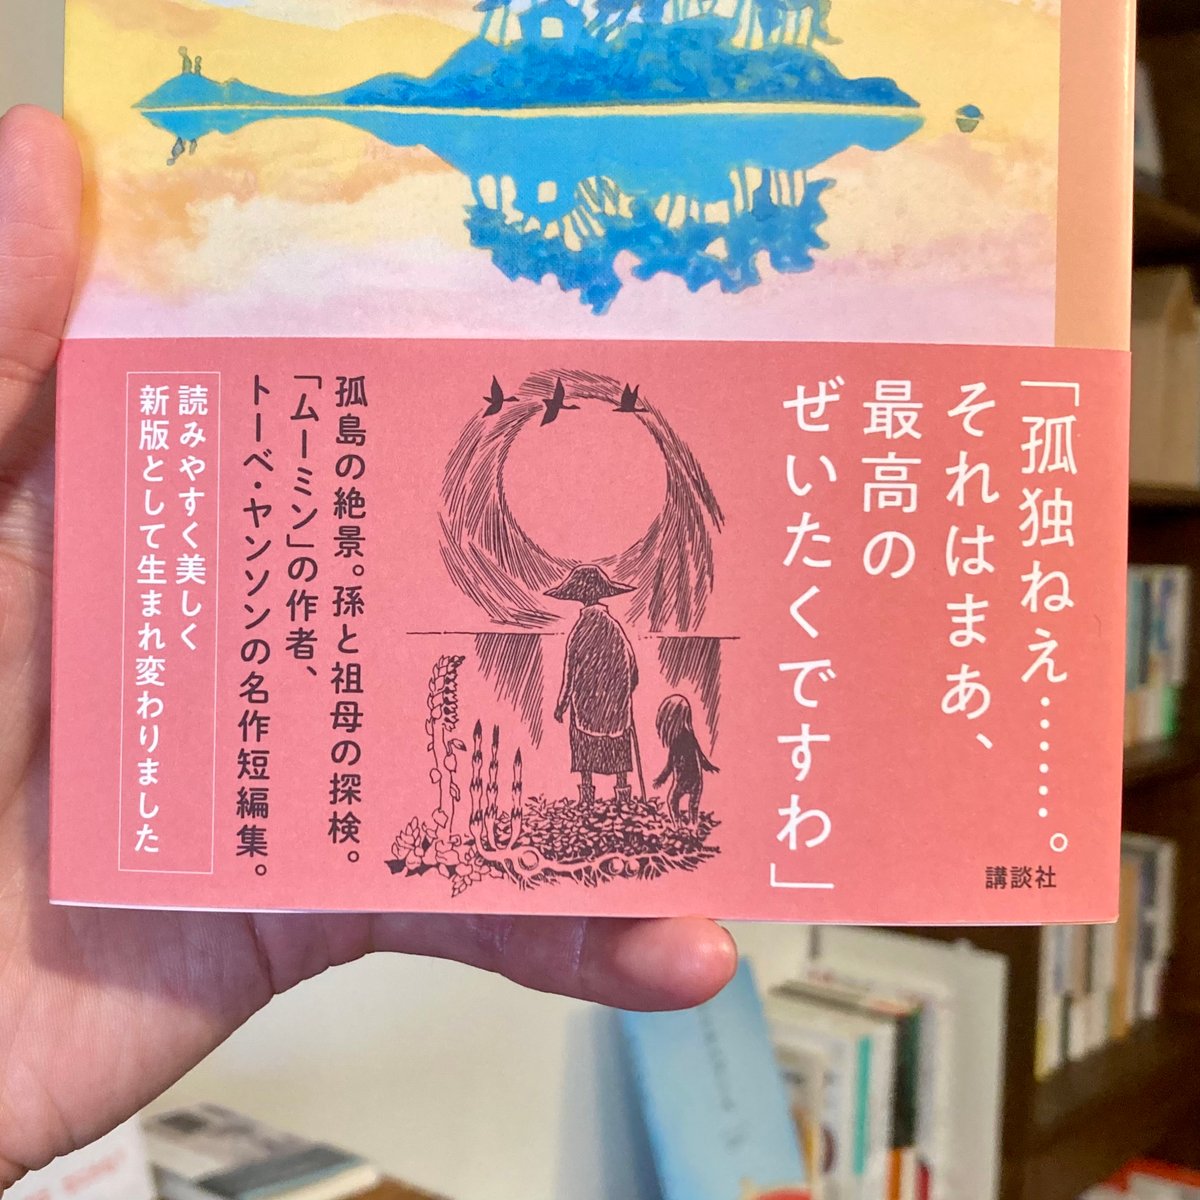 「孤独ねえ……。
それはまあ、
最高の
ぜいたくですわ」
講談社
孤島の絶景。孫と祖母の探検。
「ムーミン」の作者、
トーベ・ヤンソンの名作短編集。
読みやすく美しく
新版として生まれ変わりました